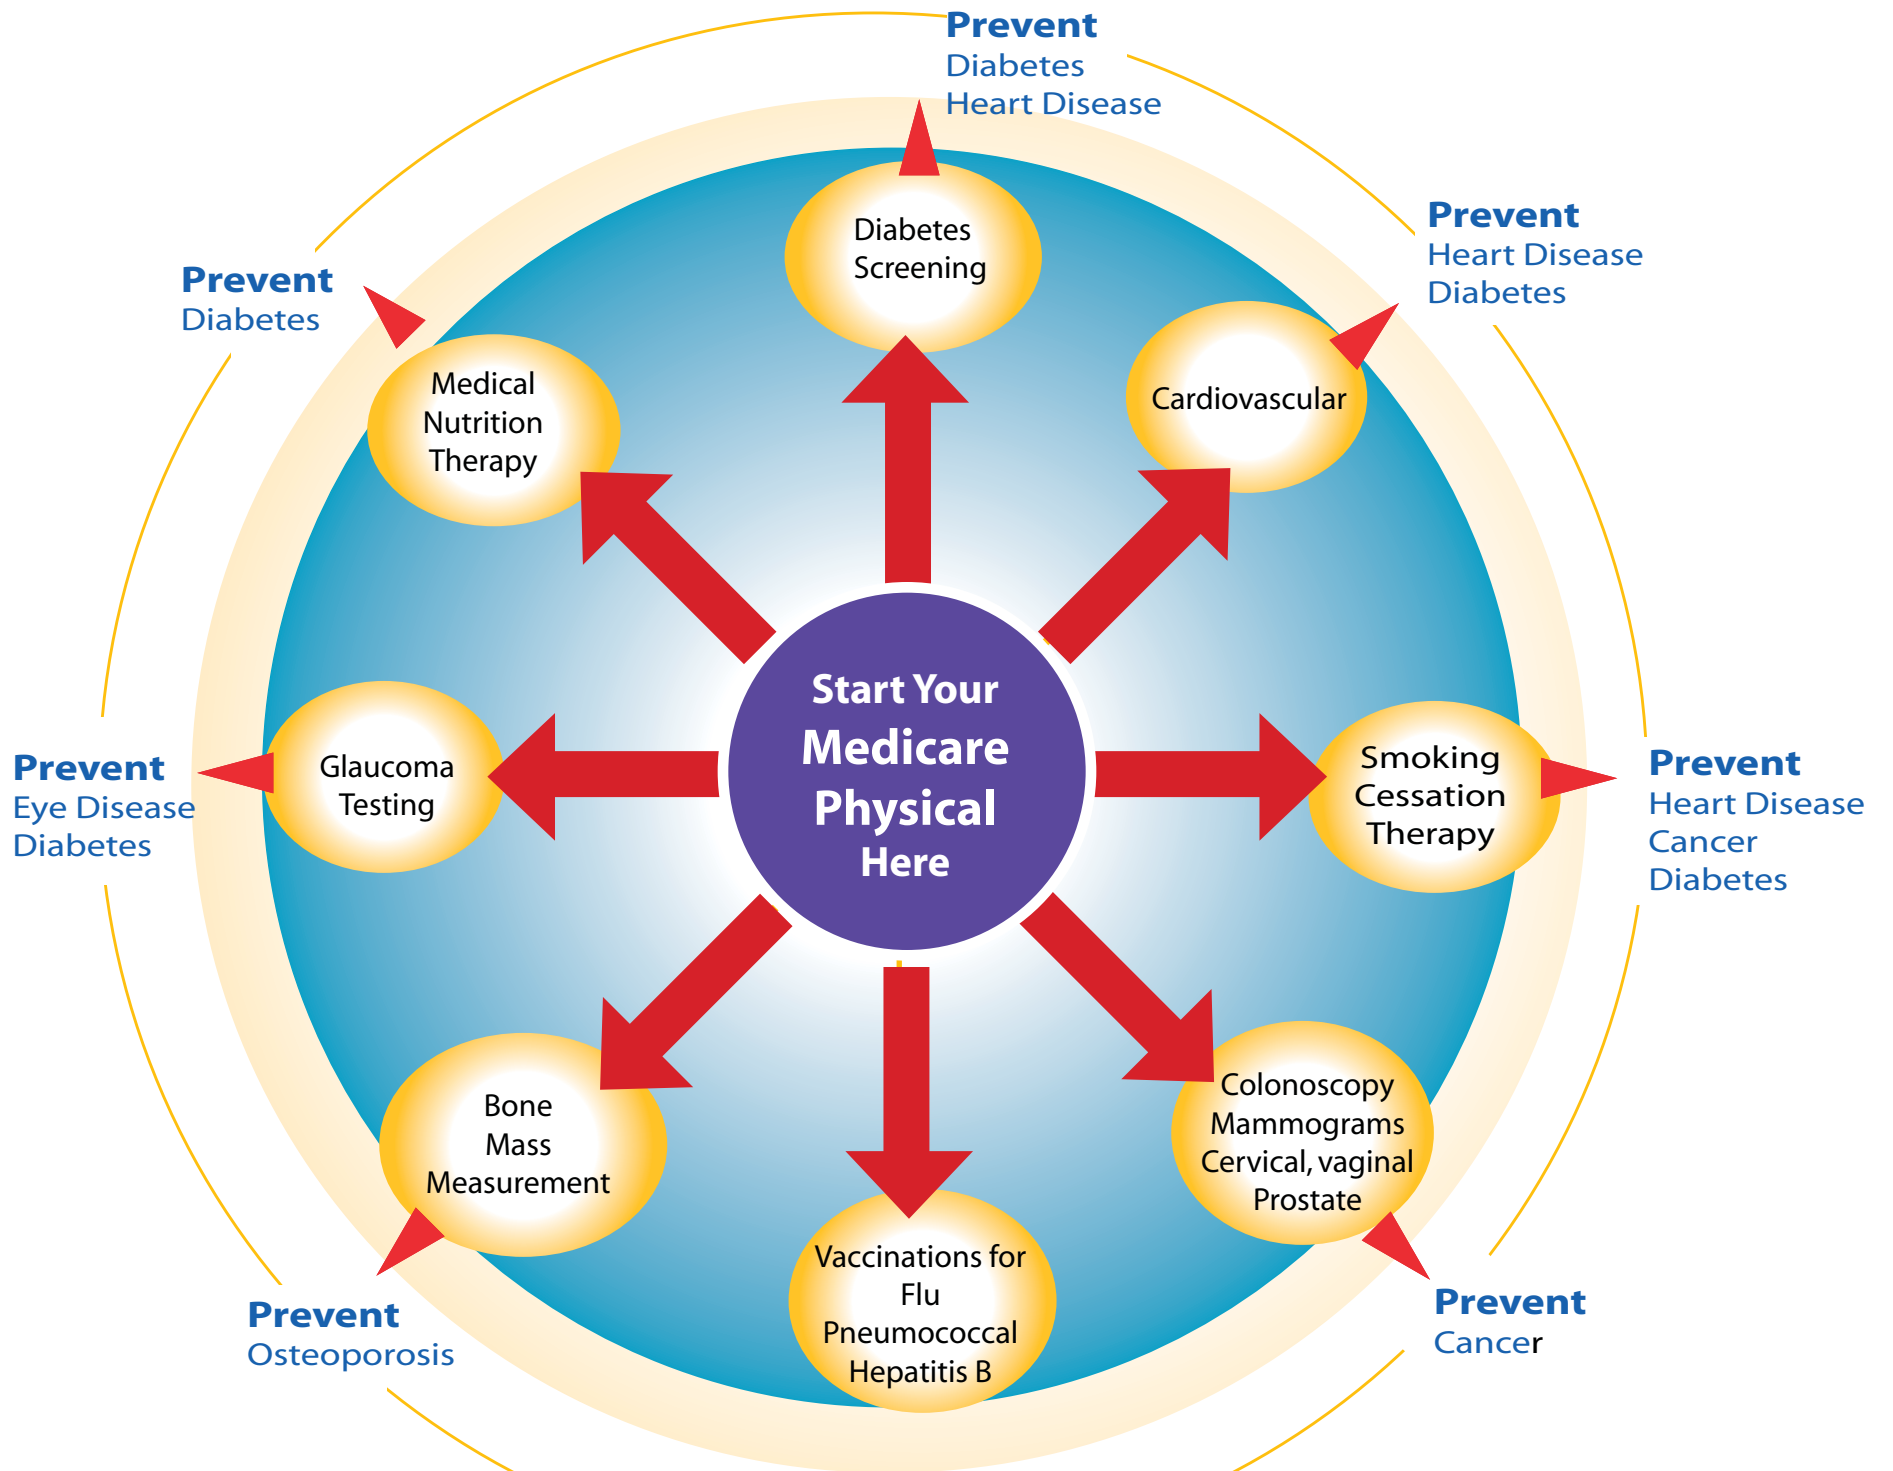 Prevent
Diabetes
Heart Disease
Prevent
Heart Disease
Diabetes
Prevent
Diabetes
Diabetes
Screening
Cardiovascular
Medical
Nutrition
Therapy
Start Your
Medicare
Physical
Here
Glaucoma
Testing
Prevent
Eye Disease
Diabetes
Smoking
Cessation
Therapy
Prevent
Heart Disease
Cancer
Diabetes
Bone
Mass
Measurement
Prevent
Osteoporosis
Vaccinations for
Flu
Pneumococcal
Hepatitis B
Colonoscopy
Mammograms
Cervical, vaginal
Prostate
Prevent
Cancer